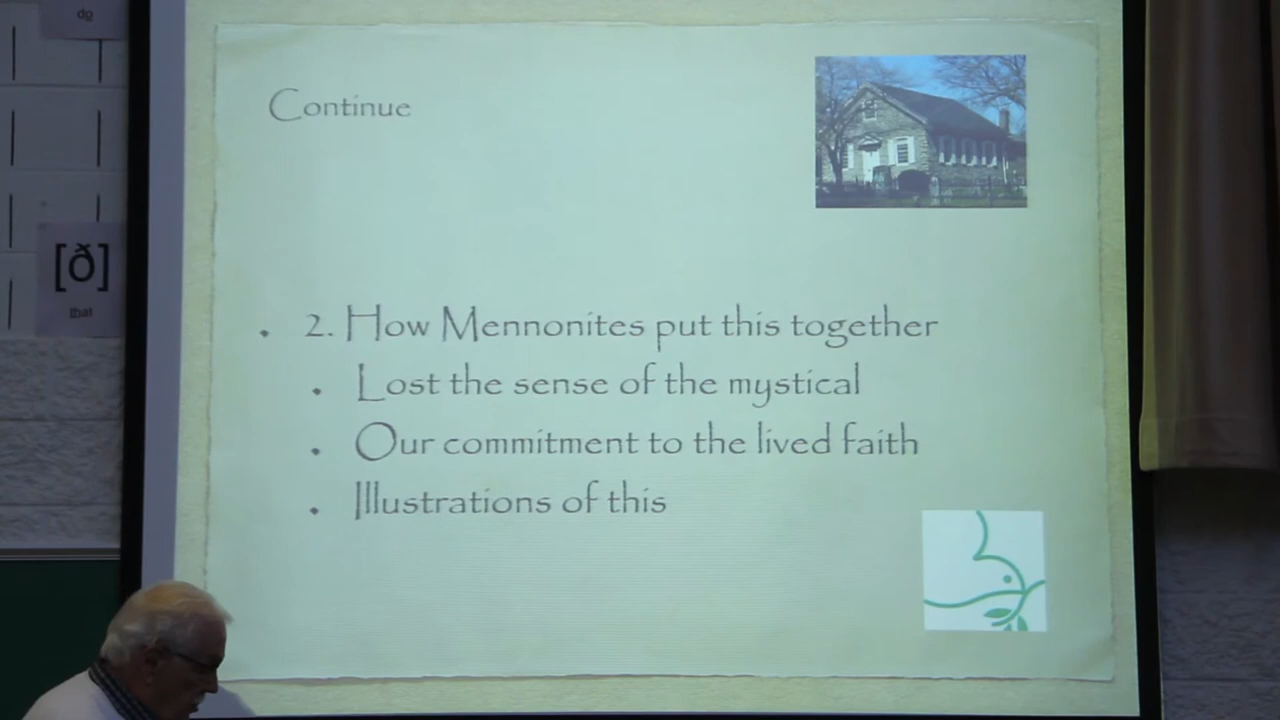 do
[ð]
that
Continue
2. How Mennonites put this together
Lost the sense of the mystical
Our commitment to the lived faith
Illustrations of this